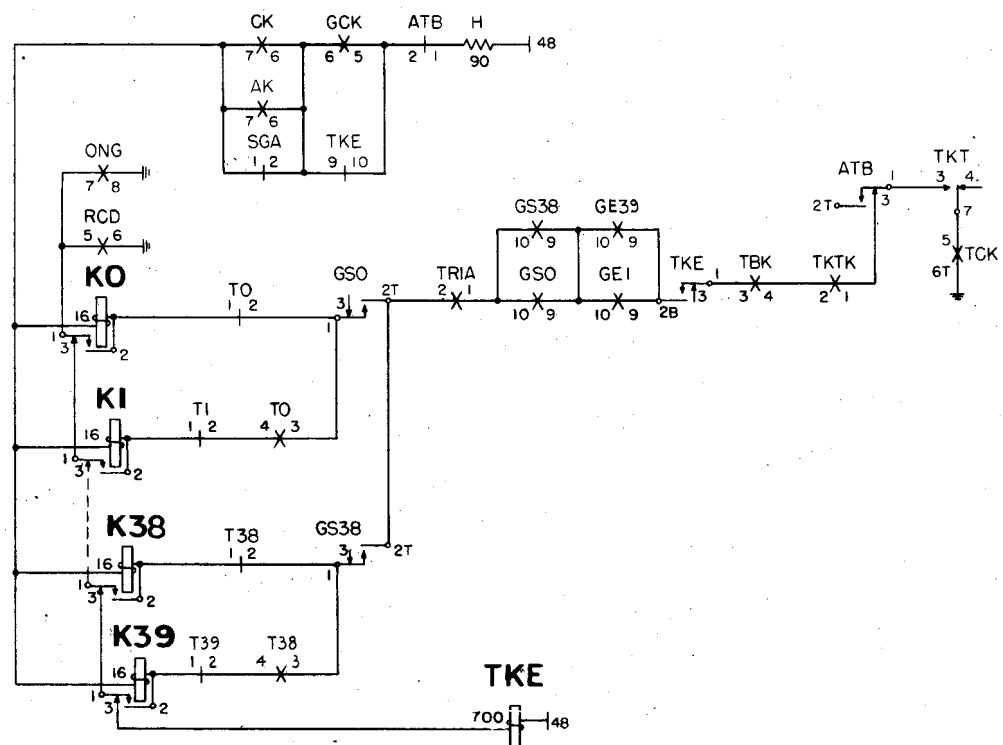 CK GCK ATB H
7 6 6 5 2 1 90 48
AK
7 6
SGA TKE
1 2 9 10
ONG
7 8
RCD
5 6
ATB 1 TKT
3 3 4.
2T
7
5 TCK
6T
GS38 GE39
10 9 10 9
K0 T0 GS0 2T TRIA GS0 GE1 TKE 1 TBK TKTK
16 1 2 3 1 2 1 10 9 10 9 2B 3 3 4 2 1
1 3 2
K1 T1 T0
16 1 2 4 3
1 3 2
K38 T38 GS38
16 1 2 3 1 2T
1 3 2
K39 T39 T38
16 1 2 4 3
1 3 2
TKE
700 48